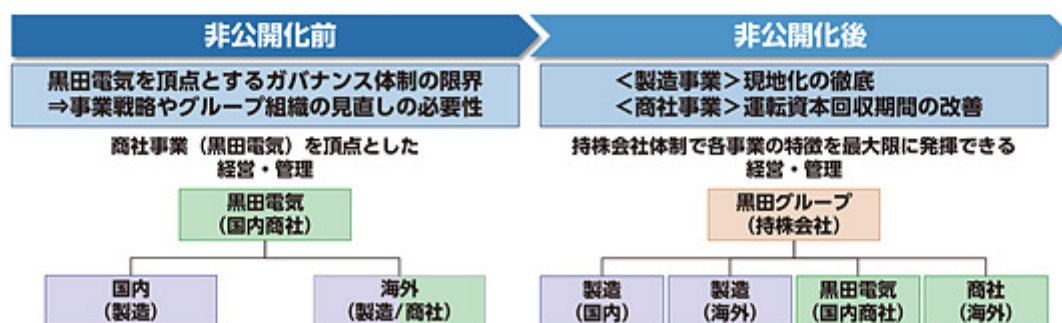 非公開化前
黒田電気を頂点とするガバナンス体制の限界
⇒事業戦略やグループ組織の見直しの必要性
商社事業（黒田電気）を頂点とした
経営・管理
黒田電気
（国内商社）
国内
（製造）
海外
（製造/商社）
非公開化後
＜製造事業＞現地化の徹底
＜商社事業＞運転資本回収期間の改善
持株会社体制で各事業の特徴を最大限に発揮できる
経営・管理
黒田グループ
（持株会社）
製造
（国内）
製造
（海外）
黒田電気
（国内商社）
商社
（海外）